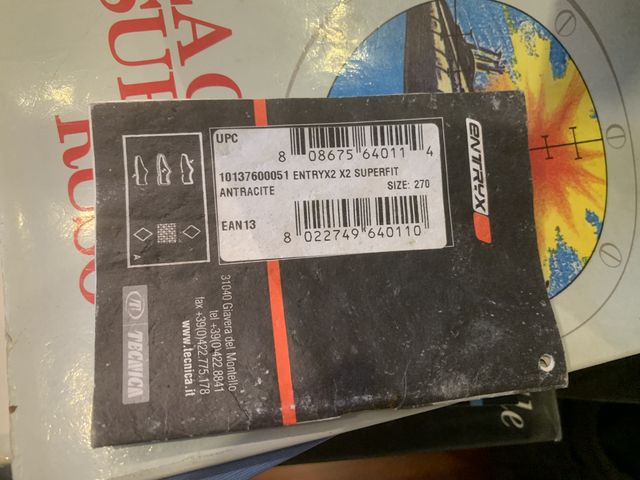 UPC
8 08675 64011 4
10137600051 ENTRYX2 X2 SUPERFIT
ANTRACITE SIZE: 270
EAN13
8 022749 640110
ENTRYX
A
TECNICA
31040 Giavera del Montello
tel +39(0)422.8841
fax +39(0)422.775.178
www.tecnica.it